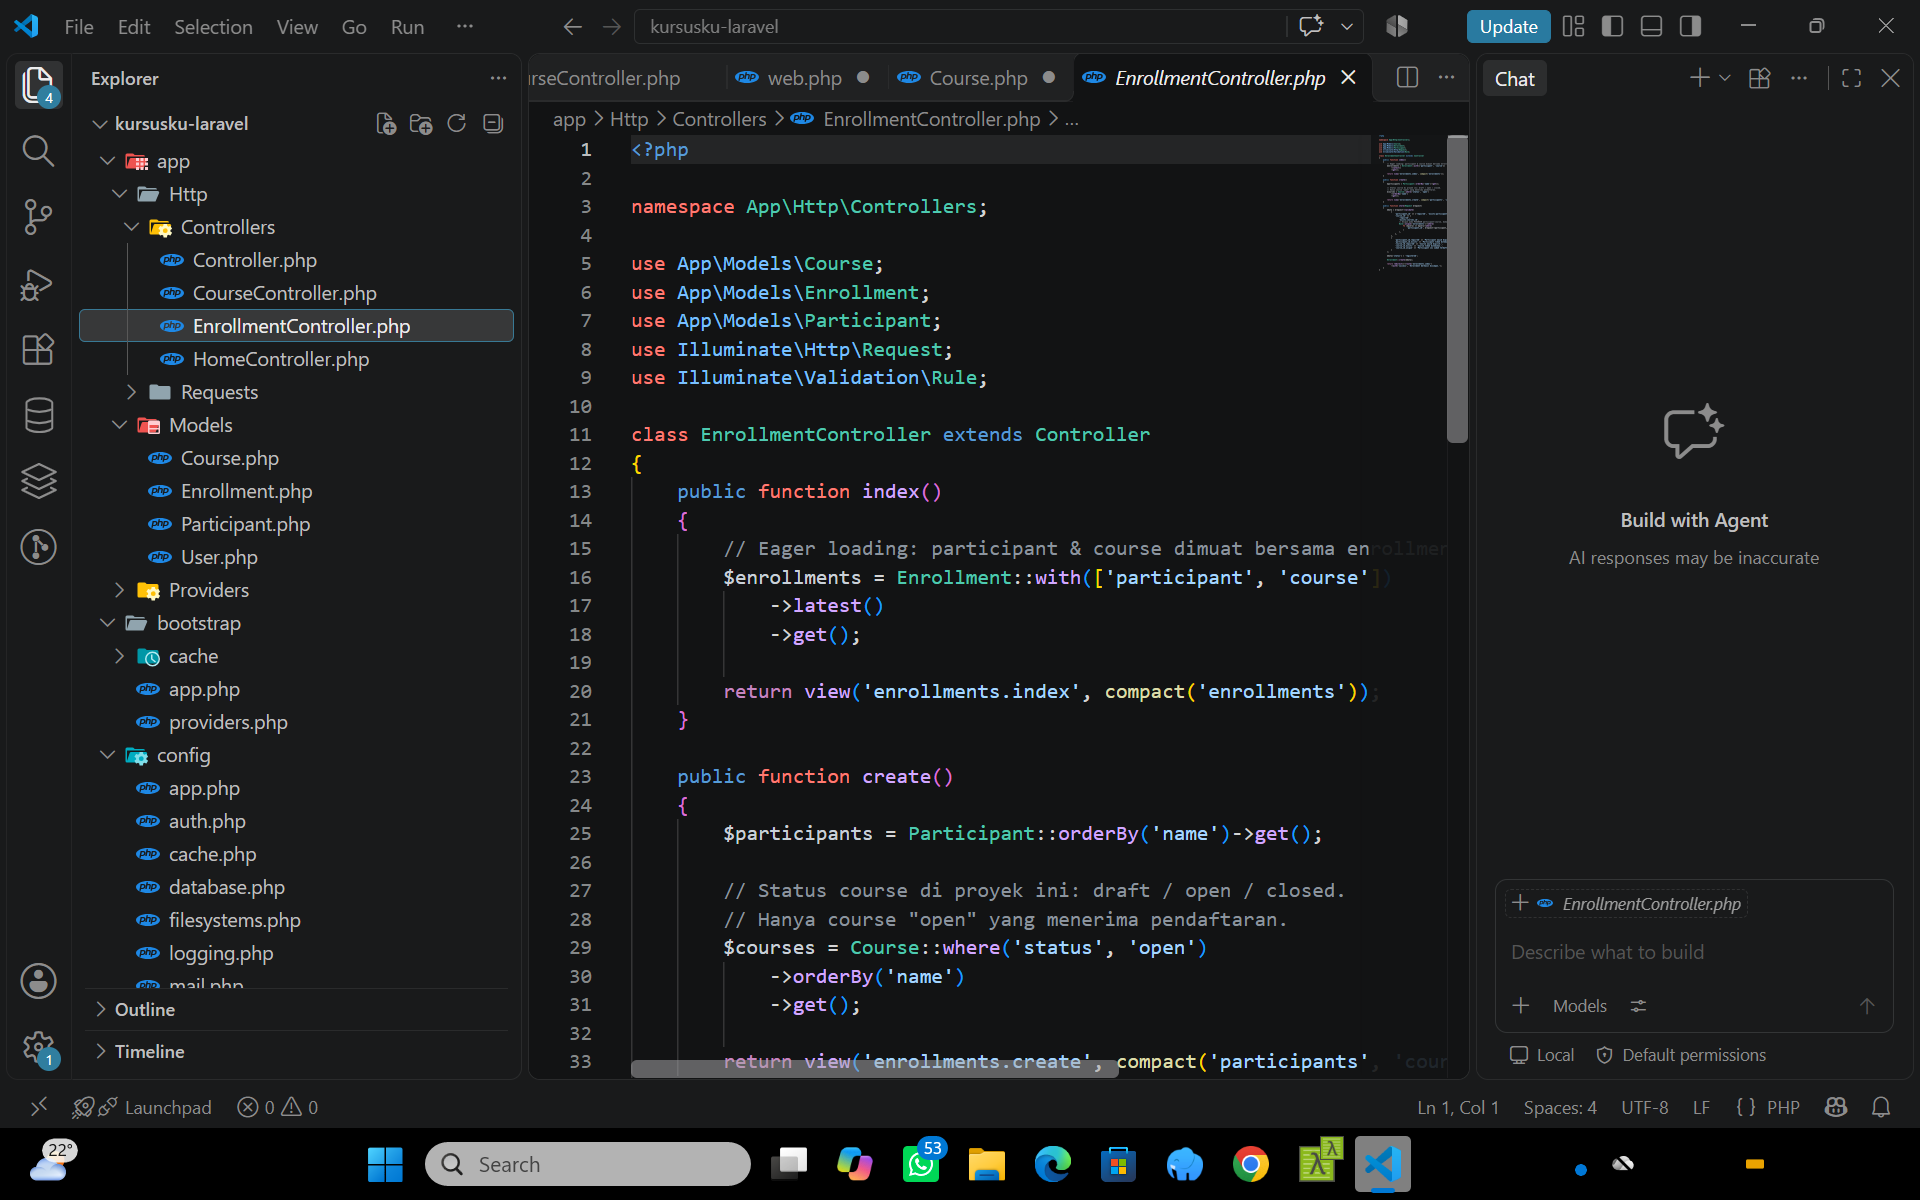 File Edit Selection View Go Run
kursusku-laravel
Update
Explorer
kursusku-laravel
app
Http
Controllers
Controller.php
CourseController.php
EnrollmentController.php
HomeController.php
Requests
Models
Course.php
Enrollment.php
Participant.php
User.php
Providers
bootstrap
cache
app.php
providers.php
config
app.php
auth.php
cache.php
database.php
filesystems.php
logging.php
mail.php
Outline
Timeline
4
1
rseController.php web.php Course.php EnrollmentController.php
app > Http > Controllers > EnrollmentController.php > ...
1 <?php
2
3 namespace App\Http\Controllers;
4
5 use App\Models\Course;
6 use App\Models\Enrollment;
7 use App\Models\Participant;
8 use Illuminate\Http\Request;
9 use Illuminate\Validation\Rule;
10
11 class EnrollmentController extends Controller
12 {
13 public function index()
14 {
15 // Eager loading: participant & course dimuat bersama enrollmen
16 $enrollments = Enrollment::with(['participant', 'course'])
17 ->latest()
18 ->get();
19
20 return view('enrollments.index', compact('enrollments'));
21 }
22
23 public function create()
24 {
25 $participants = Participant::orderBy('name')->get();
26
27 // Status course di proyek ini: draft / open / closed.
28 // Hanya course "open" yang menerima pendaftaran.
29 $courses = Course::where('status', 'open')
30 ->orderBy('name')
31 ->get();
32
33 return view('enrollments.create', compact('participants', 'cour
Chat
Build with Agent
AI responses may be inaccurate
EnrollmentController.php
Describe what to build
Models
Local Default permissions
Launchpad 0 0
Ln 1, Col 1 Spaces: 4 UTF-8 LF { } PHP
22°
Search
53